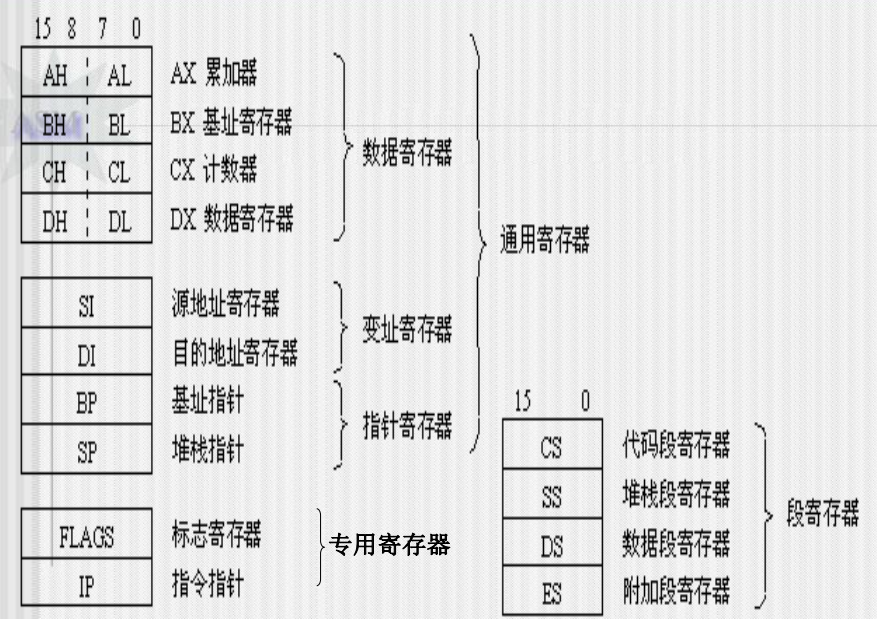 15 8 7 0
AH AL AX 累加器
BH BL BX 基址寄存器
CH CL CX 计数器
DH DL DX 数据寄存器
数据寄存器
SI 源地址寄存器
DI 目的地址寄存器
变址寄存器
BP 基址指针
SP 堆栈指针
指针寄存器
通用寄存器
FLAGS 标志寄存器
IP 指令指针
专用寄存器
15 0
CS 代码段寄存器
SS 堆栈段寄存器
DS 数据段寄存器
ES 附加段寄存器
段寄存器
ASM